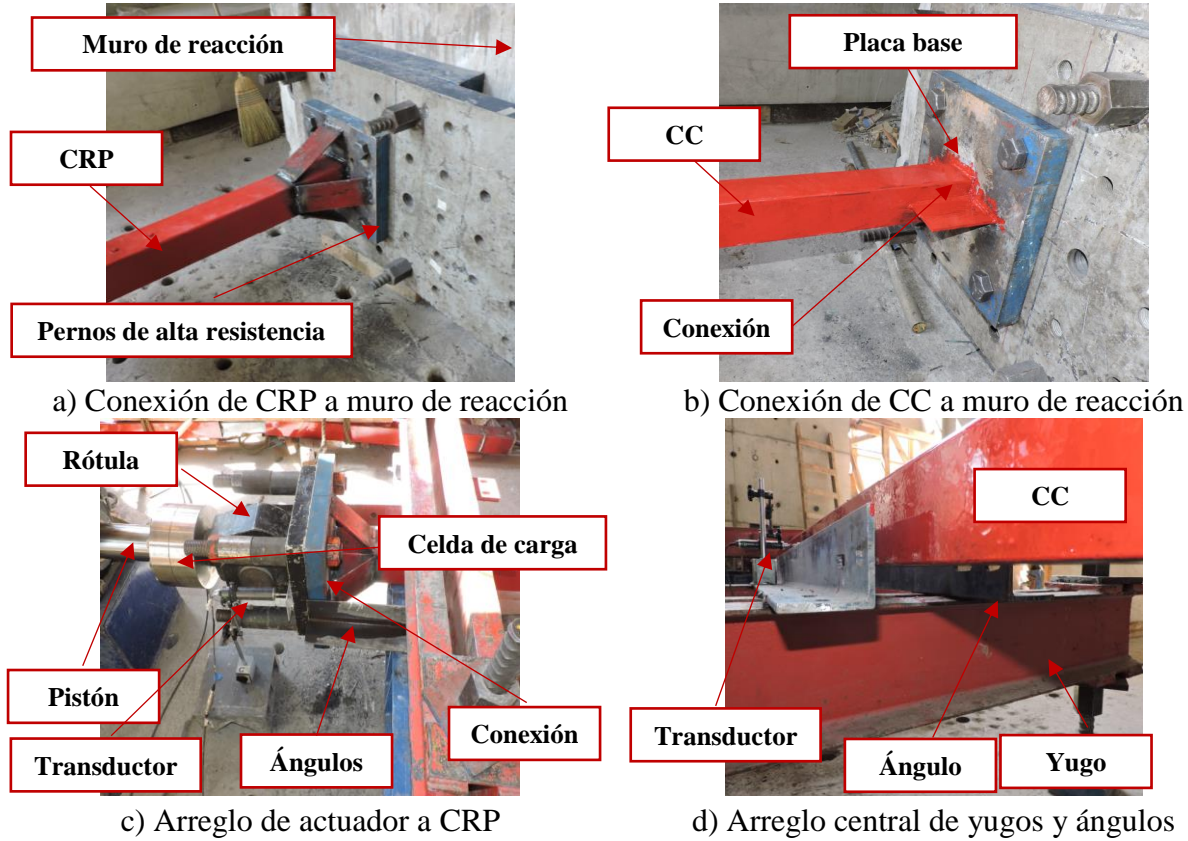 Muro de reacción
CRP
Pernos de alta resistencia
Placa base
CC
Conexión
a) Conexión de CRP a muro de reacción
b) Conexión de CC a muro de reacción
Rótula
Celda de carga
Pistón
Transductor
Ángulos
Conexión
CC
Transductor
Ángulo
Yugo
c) Arreglo de actuador a CRP
d) Arreglo central de yugos y ángulos